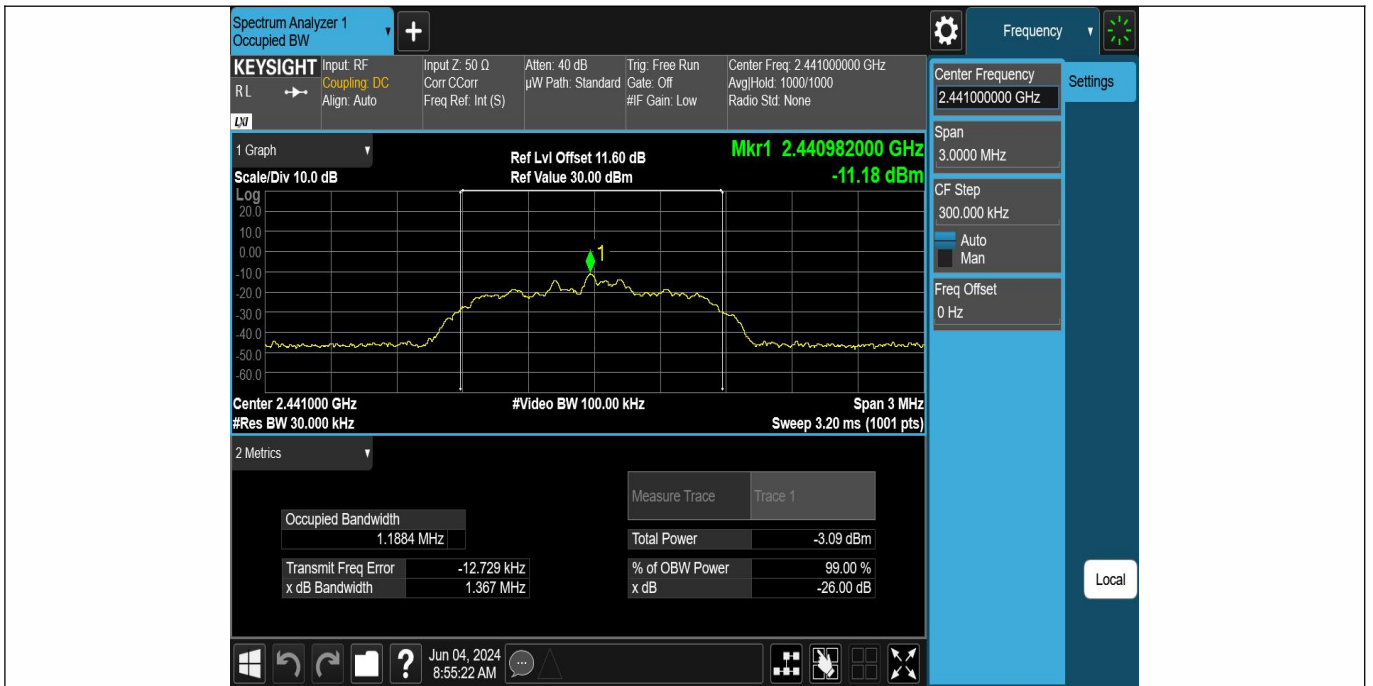 Spectrum Analyzer 1
Occupied BW
+
Frequency
KEYSIGHT
RL
LXI
Input: RF
Coupling: DC
Align: Auto
Input Z: 50 Ω
Corr CCorr
Freq Ref: Int (S)
Atten: 40 dB
µW Path: Standard
Trig: Free Run
Gate: Off
#IF Gain: Low
Center Freq: 2.441000000 GHz
Avg|Hold: 1000/1000
Radio Std: None
Center Frequency
2.441000000 GHz
Settings
Span
3.0000 MHz
CF Step
300.000 kHz
Auto
Man
Freq Offset
0 Hz
Local
1 Graph
Scale/Div 10.0 dB
Ref Lvl Offset 11.60 dB
Ref Value 30.00 dBm
Mkr1 2.440982000 GHz
-11.18 dBm
Log
20.0
10.0
0.00
-10.0
-20.0
-30.0
-40.0
-50.0
-60.0
1
Center 2.441000 GHz
#Res BW 30.000 kHz
#Video BW 100.00 kHz
Span 3 MHz
Sweep 3.20 ms (1001 pts)
2 Metrics
Measure Trace Trace 1
Occupied Bandwidth
1.1884 MHz
Total Power -3.09 dBm
Transmit Freq Error -12.729 kHz
% of OBW Power 99.00 %
x dB Bandwidth 1.367 MHz
x dB -26.00 dB
?
Jun 04, 2024
8:55:22 AM